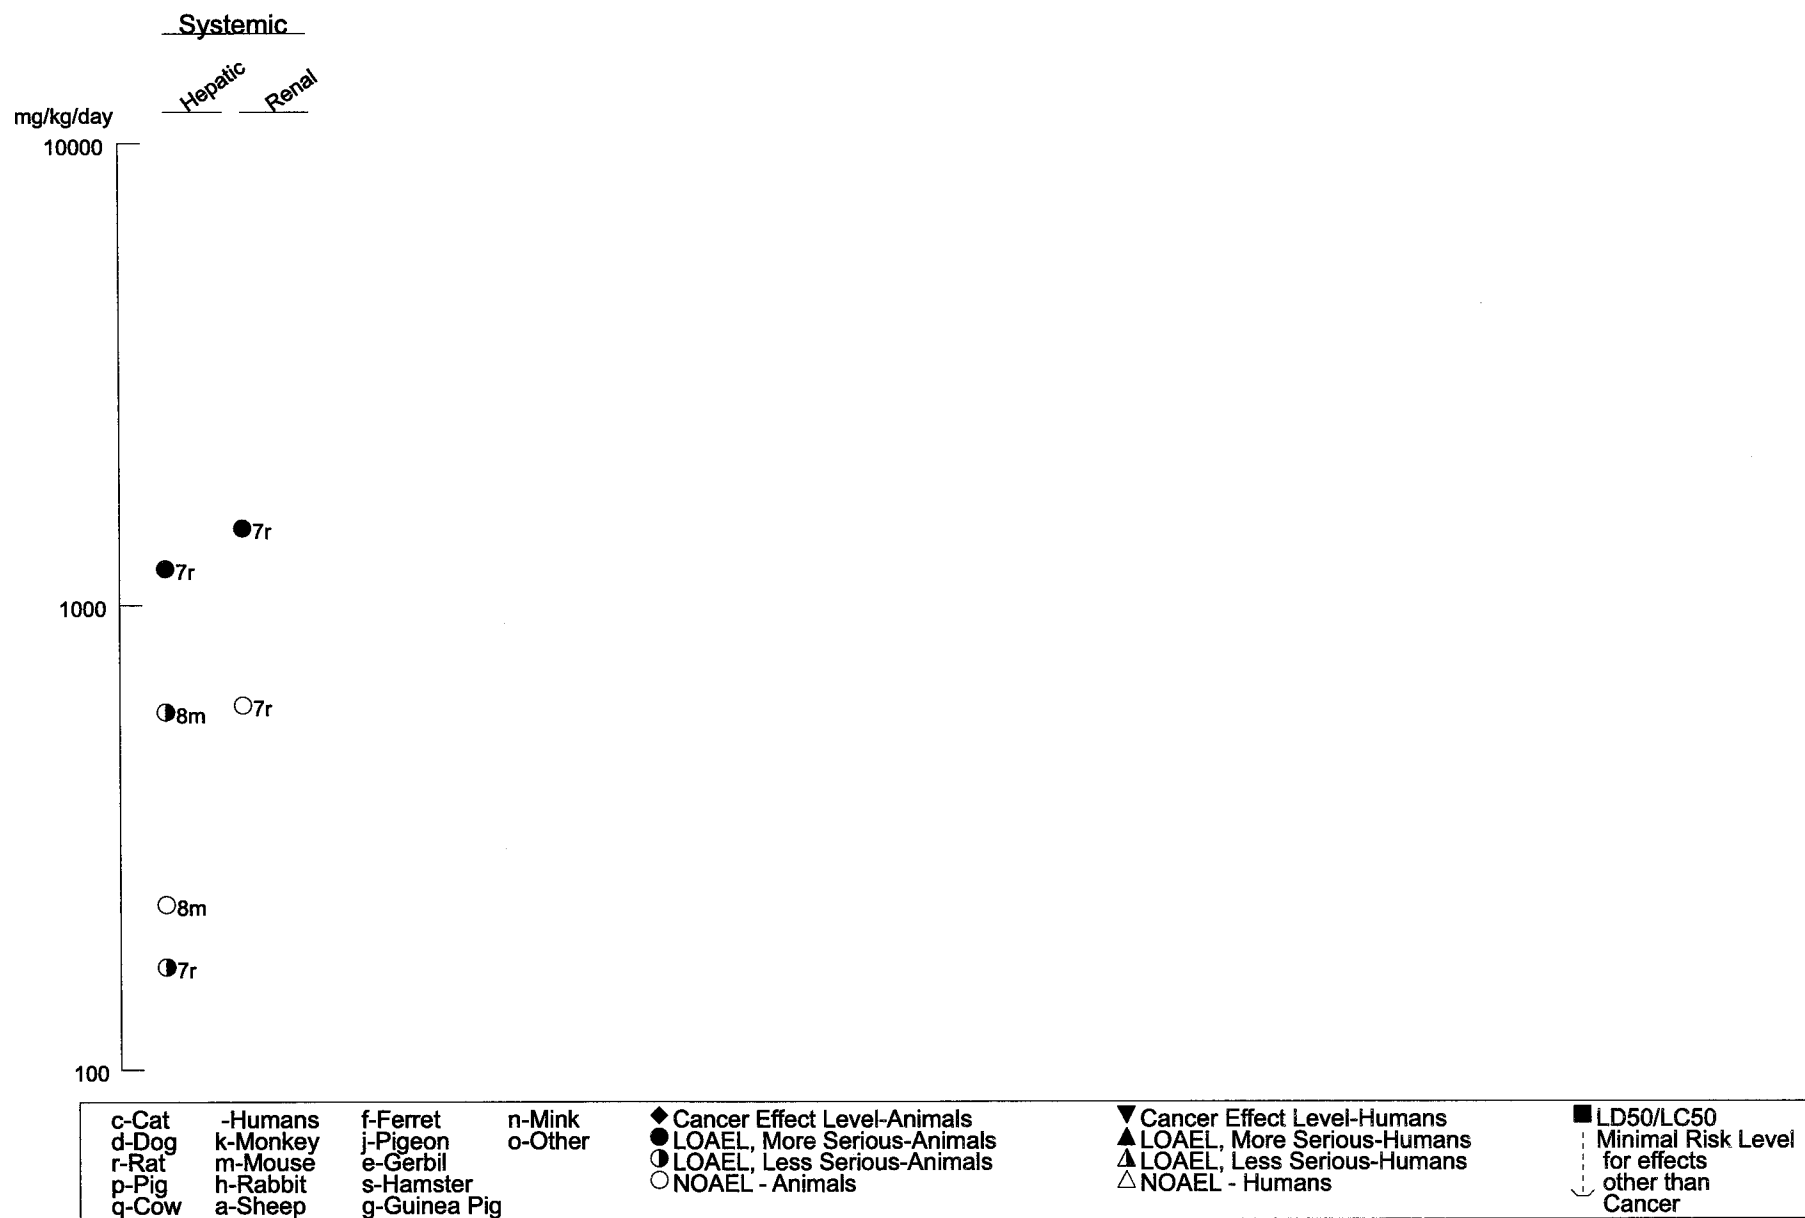 Systemic
Hepatic Renal
mg/kg/day
10000
7r
7r
1000
7r
8m
8m
7r
100
c-Cat -Humans f-Ferret n-Mink ◆ Cancer Effect Level-Animals ▼ Cancer Effect Level-Humans ■ LD50/LC50
d-Dog k-Monkey j-Pigeon o-Other ● LOAEL, More Serious-Animals ▲ LOAEL, More Serious-Humans Minimal Risk Level
r-Rat m-Mouse e-Gerbil ◑ LOAEL, Less Serious-Animals ◮ LOAEL, Less Serious-Humans for effects
p-Pig h-Rabbit s-Hamster ○ NOAEL - Animals △ NOAEL - Humans other than
q-Cow a-Sheep g-Guinea Pig Cancer